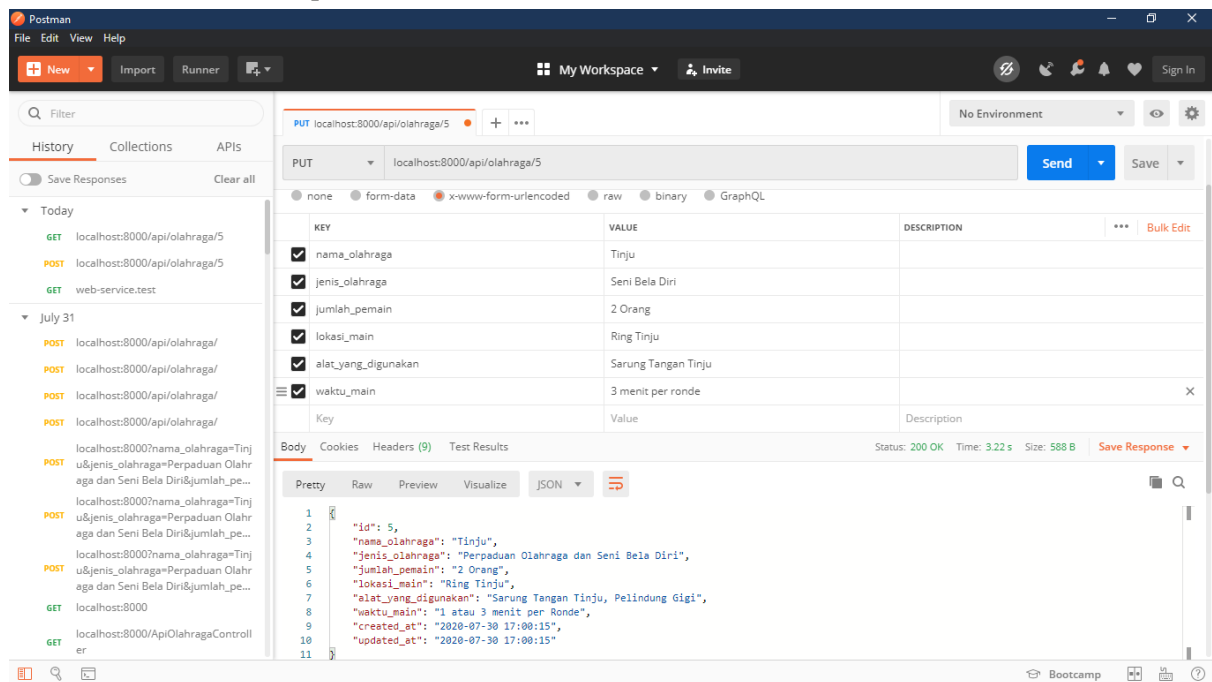 Postman
File Edit View Help
New Import Runner My Workspace Invite Sign In
Filter
History Collections APIs
Save Responses Clear all
Today
GET localhost:8000/api/olahraga/5
POST localhost:8000/api/olahraga/5
GET web-service.test
July 31
POST localhost:8000/api/olahraga/
POST localhost:8000/api/olahraga/
POST localhost:8000/api/olahraga/
POST localhost:8000/api/olahraga/
POST localhost:8000?nama_olahraga=Tinj
u&jenis_olahraga=Perpaduan Olahr
aga dan Seni Bela Diri&jumlah_pe...
POST localhost:8000?nama_olahraga=Tinj
u&jenis_olahraga=Perpaduan Olahr
aga dan Seni Bela Diri&jumlah_pe...
POST localhost:8000?nama_olahraga=Tinj
u&jenis_olahraga=Perpaduan Olahr
aga dan Seni Bela Diri&jumlah_pe...
GET localhost:8000
GET localhost:8000/ApiOlahragaControll
er
PUT localhost:8000/api/olahraga/5
No Environment
PUT localhost:8000/api/olahraga/5 Send Save
none form-data x-www-form-urlencoded raw binary GraphQL
KEY VALUE DESCRIPTION Bulk Edit
nama_olahraga Tinju
jenis_olahraga Seni Bela Diri
jumlah_pemain 2 Orang
lokasi_main Ring Tinju
alat_yang_digunakan Sarung Tangan Tinju
waktu_main 3 menit per ronde
Key Value Description
Body Cookies Headers (9) Test Results Status: 200 OK Time: 3.22 s Size: 588 B Save Response
Pretty Raw Preview Visualize JSON
1 {
2 "id": 5,
3 "nama_olahraga": "Tinju",
4 "jenis_olahraga": "Perpaduan Olahraga dan Seni Bela Diri",
5 "jumlah_pemain": "2 Orang",
6 "lokasi_main": "Ring Tinju",
7 "alat_yang_digunakan": "Sarung Tangan Tinju, Pelindung Gigi",
8 "waktu_main": "1 atau 3 menit per Ronde",
9 "created_at": "2020-07-30 17:00:15",
10 "updated_at": "2020-07-30 17:00:15"
11 }
Bootcamp